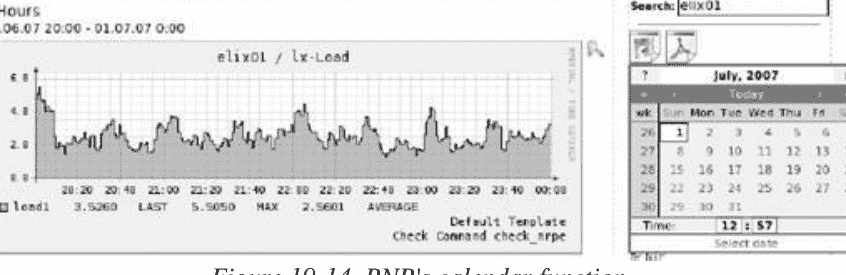 Hours
.06.07 20:00 - 01.07.07 0:00
elix01 / lx-Load
6.0
4.0
2.0
0.0
20:20 20:40 21:00 21:20 21:40 22:00 22:20 22:40 23:00 23:20 23:40 00:00
load1 3.5260 LAST 5.5050 MAX 2.5601 AVERAGE
Default Template
Check Command check_nrpe
Search: elix01
? July, 2007
« ‹ Today ›
wk Sun Mon Tue Wed Thu Fri
26 1 2 3 4 5 6
27 8 9 10 11 12 13
28 15 16 17 18 19 20
29 22 23 24 25 26 27
30 29 30 31
Time: 12 : 57
Select date
Figure 19-14. PNP's calendar function